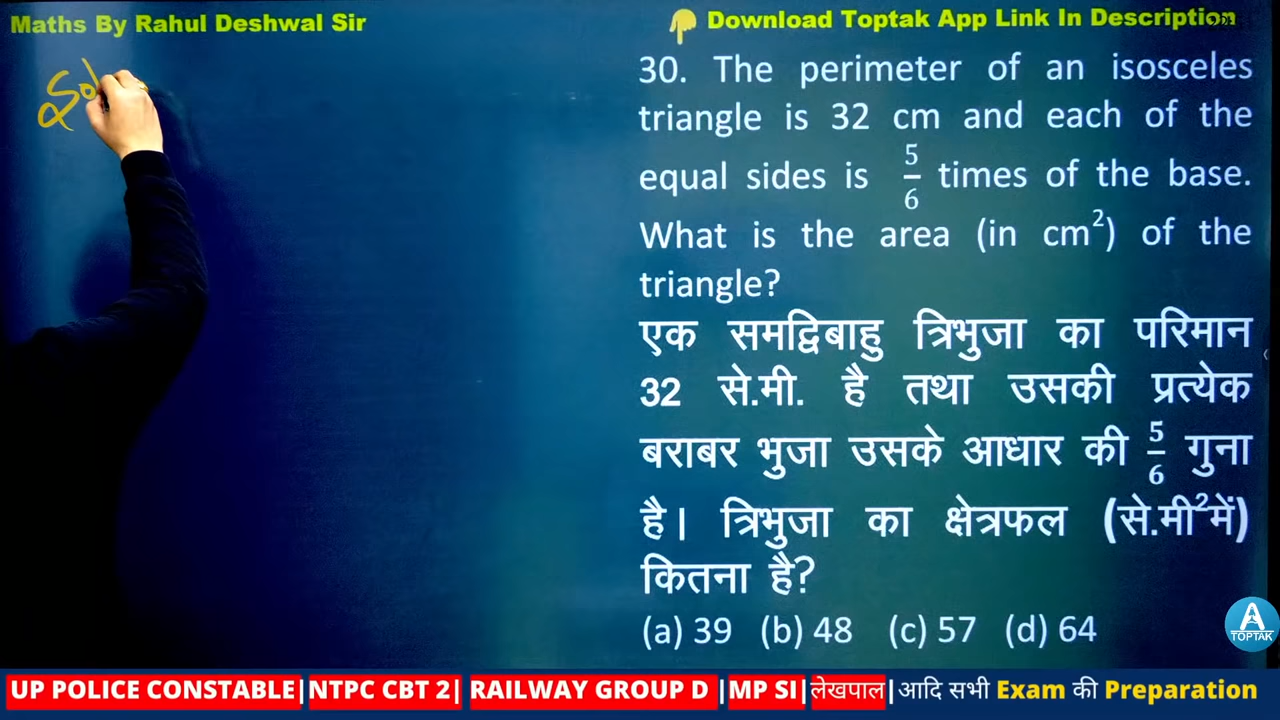 Maths By Rahul Deshwal Sir
Download Toptak App Link In Description
Sol
30. The perimeter of an isosceles
triangle is 32 cm and each of the
equal sides is 5/6 times of the base.
What is the area (in cm²) of the
triangle?
एक समद्विबाहु त्रिभुजा का परिमान
32 से.मी. है तथा उसकी प्रत्येक
बराबर भुजा उसके आधार की 5/6 गुना
है। त्रिभुजा का क्षेत्रफल (से.मी²में)
कितना है?
(a) 39 (b) 48 (c) 57 (d) 64
A
TOPTAK
UP POLICE CONSTABLE| NTPC CBT 2| RAILWAY GROUP D | MP SI| लेखपाल | आदि सभी Exam की Preparation